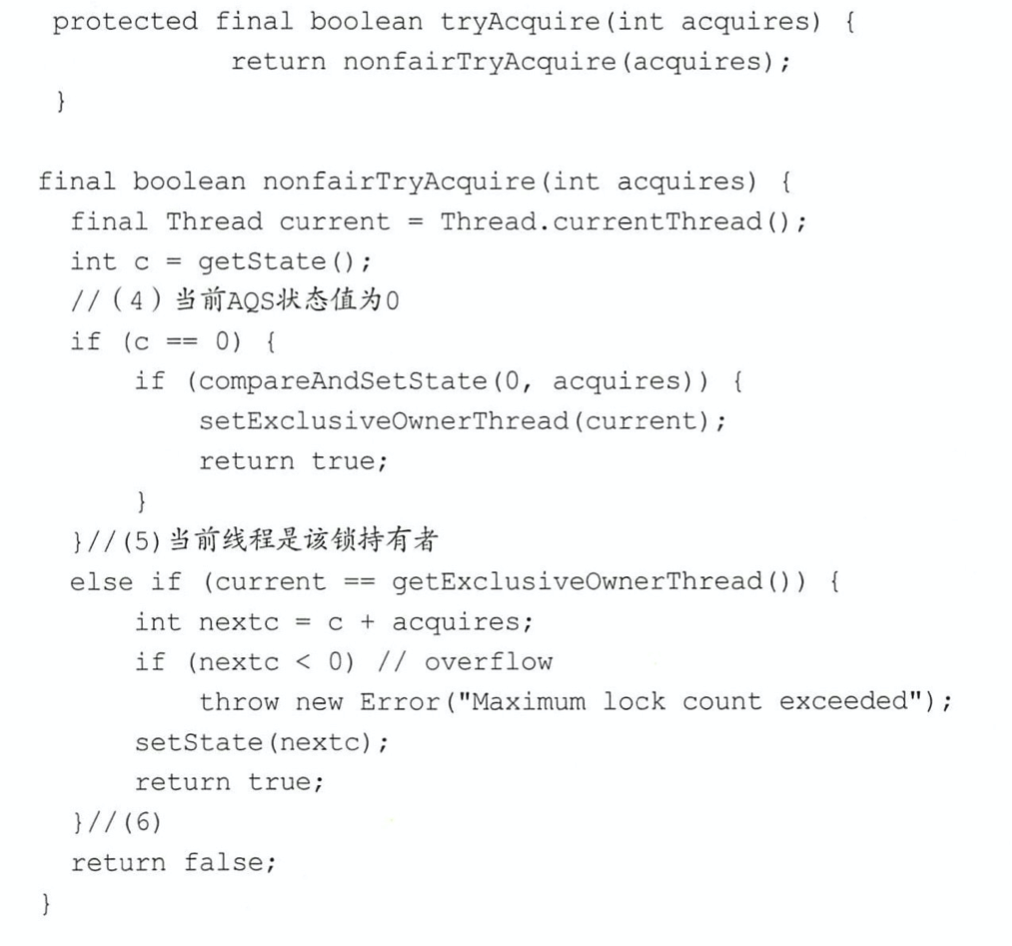 protected final boolean tryAcquire(int acquires) {
            return nonfairTryAcquire(acquires);
}

final boolean nonfairTryAcquire(int acquires) {
  final Thread current = Thread.currentThread();
  int c = getState();
  //（4）当前AQS状态值为0
  if (c == 0) {
      if (compareAndSetState(0, acquires)) {
          setExclusiveOwnerThread(current);
          return true;
      }
  }//(5)当前线程是该锁持有者
  else if (current == getExclusiveOwnerThread()) {
      int nextc = c + acquires;
      if (nextc < 0) // overflow
          throw new Error("Maximum lock count exceeded");
      setState(nextc);
      return true;
  }//(6)
  return false;
}